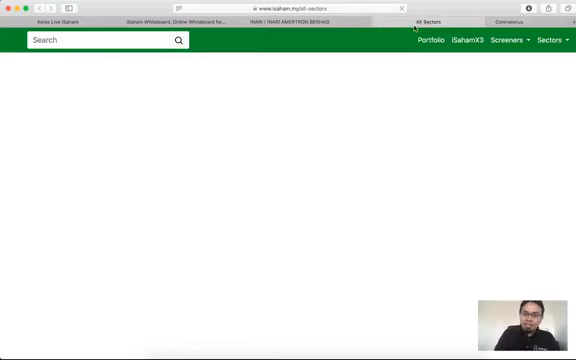 www.isaham.my/all-sectors
Kelas Live iSaham
iSaham Whiteboard, Online Whiteboard for...
INARI | INARI AMERTRON BERHAD
All Sectors
Coronavirus
Search
Portfolio
iSahamX3
Screeners
Sectors